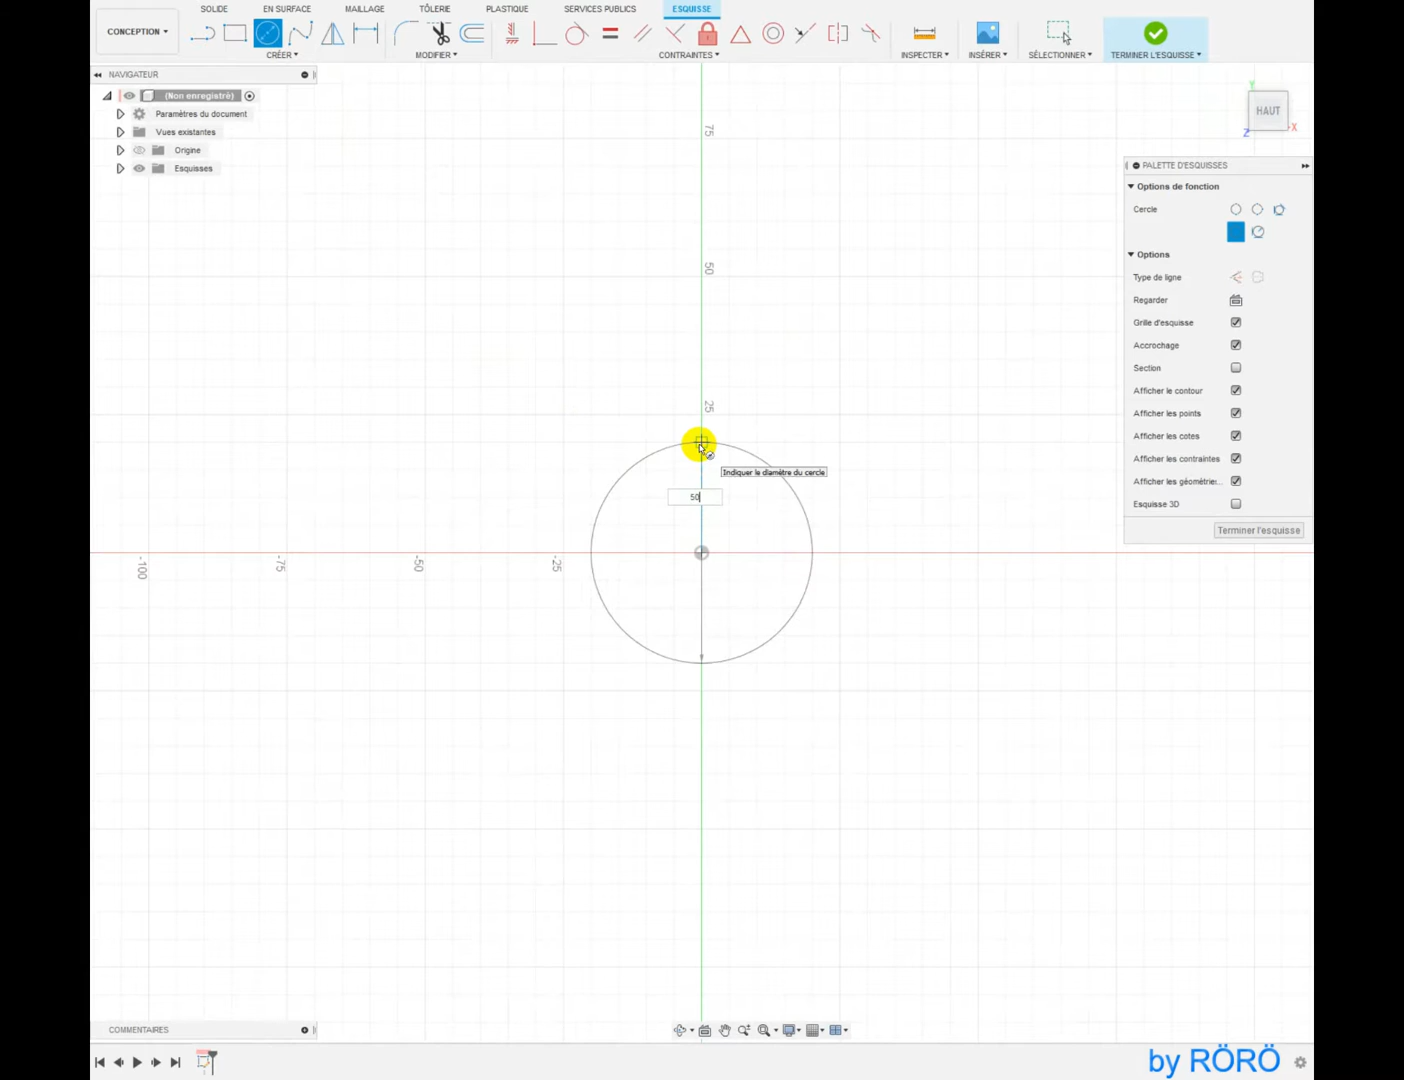 SOLIDE EN SURFACE MAILLAGE TÔLERIE PLASTIQUE SERVICES PUBLICS ESQUISSE
CONCEPTION
CRÉER MODIFIER CONTRAINTES INSPECTER INSÉRER SÉLECTIONNER TERMINER L'ESQUISSE
NAVIGATEUR
(Non enregistré)
Paramètres du document
Vues existantes
Origine
Esquisses
HAUT
Y
Z
X
PALETTE D'ESQUISSES
Options de fonction
Cercle
Options
Type de ligne
Regarder
Grille d'esquisse
Accrochage
Section
Afficher le contour
Afficher les points
Afficher les cotes
Afficher les contraintes
Afficher les géométrie...
Esquisse 3D
Terminer l'esquisse
75
50
25
Indiquer le diamètre du cercle
50
-100 -75 -50 -25
COMMENTAIRES
by RÖRÖ